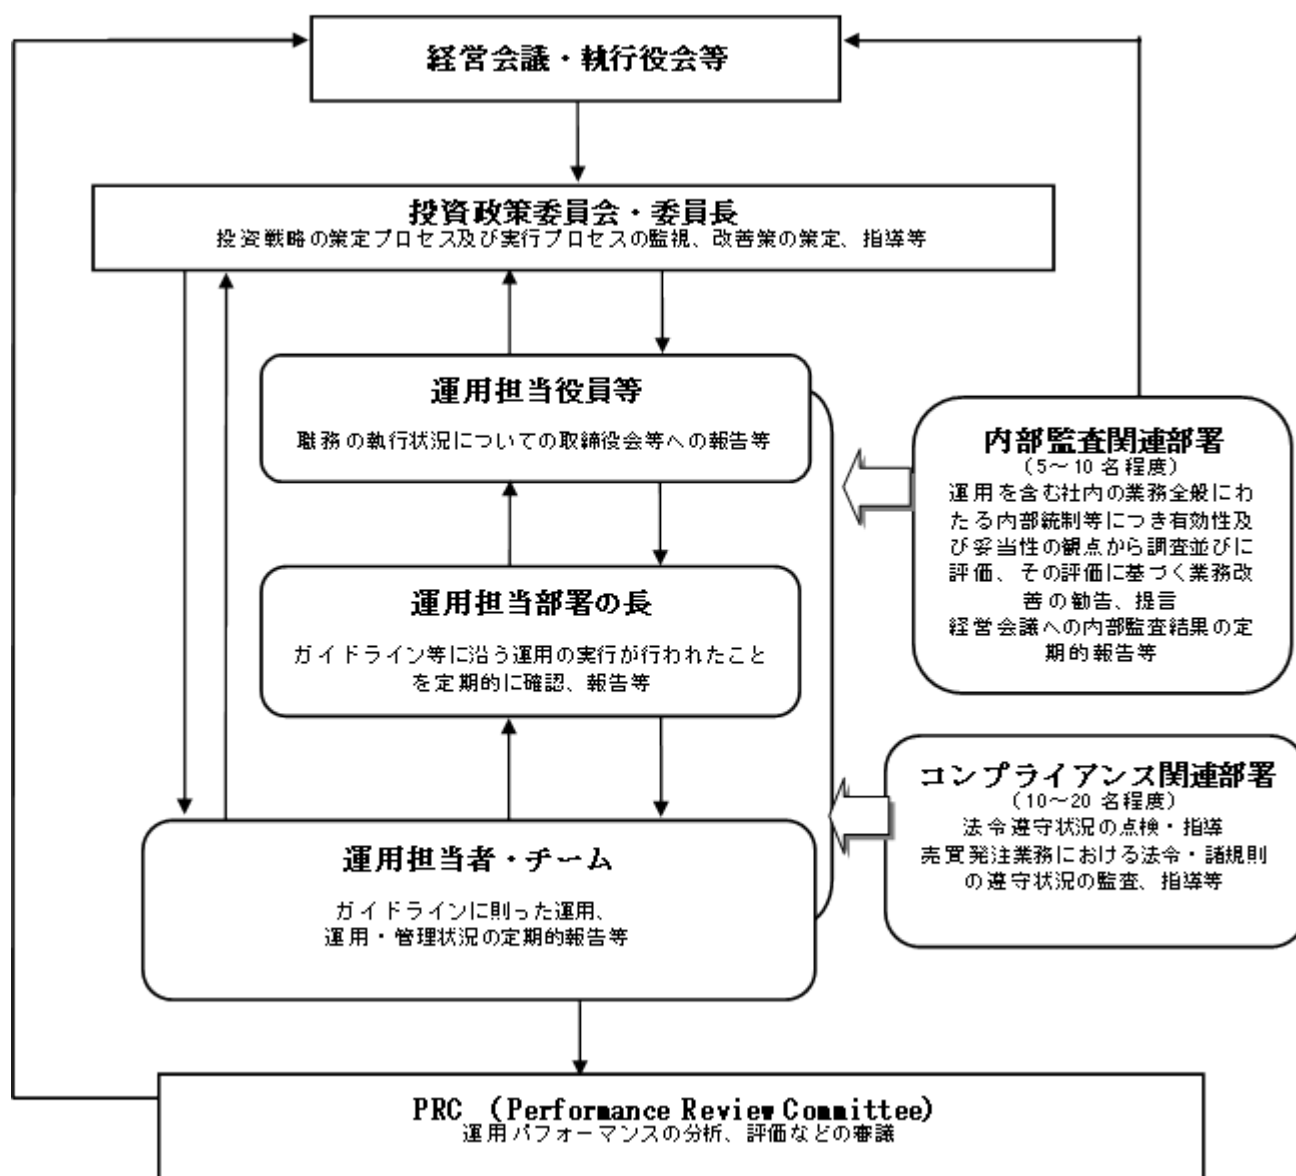 経営会議・執行役会等
投資政策委員会・委員長
投資戦略の策定プロセス及び実行プロセスの監視、改善策の策定、指導等
運用担当役員等
職務の執行状況についての取締役会等への報告等
運用担当部署の長
ガイドライン等に沿う運用の実行が行われたこと
を定期的に確認、報告等
運用担当者・チーム
ガイドラインに則った運用、
運用・管理状況の定期的報告等
内部監査関連部署
（5～10 名程度）
運用を含む社内の業務全般にわ
たる内部統制等につき有効性及
び妥当性の観点から調査並びに
評価、その評価に基づく業務改
善の勧告、提言
経営会議への内部監査結果の定
期的報告等
コンプライアンス関連部署
（10～20 名程度）
法令遵守状況の点検・指導
売買発注業務における法令・諸規則
の遵守状況の監査、指導等
PRC （Performance Review Committee)
運用パフォーマンスの分析、評価などの審議